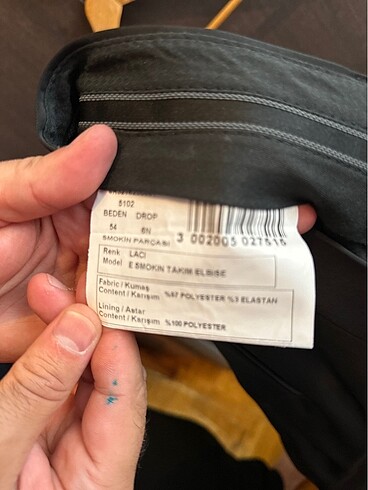 5102
BEDEN DROP
54 6N
SMOKIN PARÇASI 3 002005 027515
Renk LACİ
Model E SMOKIN TAKIM ELBISE
Fabric / Kumaş
Content / Karışım %97 POLYESTER %3 ELASTAN
Lining / Astar
Content / Karışım %100 POLYESTER